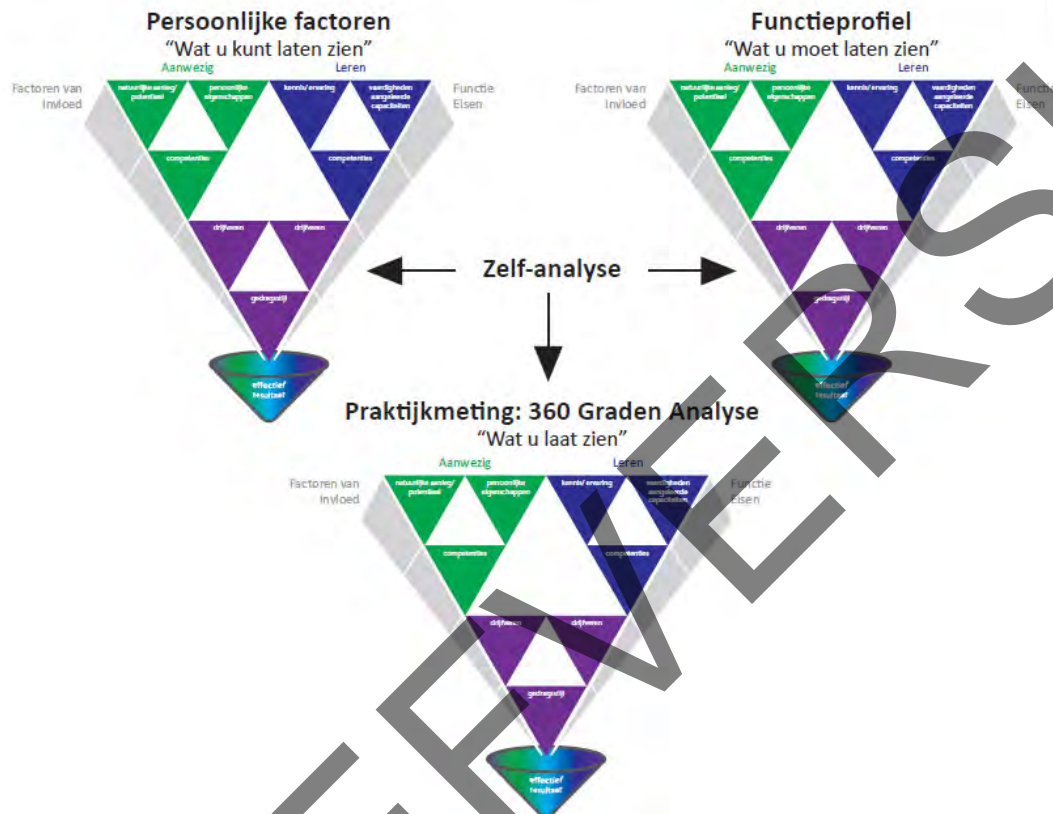 Persoonlijke factoren
“Wat u kunt laten zien”
Aanwezig
Leren
Factoren van
Invloed
Functie
Eisen
natuurlijke aanleg/
potentieel
persoonlijke
eigenschappen
kennis/ ervaring
vaardigheden
aangeleerde
capaciteiten
competenties
competenties
drijfveren
drijfveren
gedragsstijl
effectief
resultaat
Functieprofiel
“Wat u moet laten zien”
Aanwezig
Leren
Factoren van
Invloed
Functie
Eisen
natuurlijke aanleg/
potentieel
persoonlijke
eigenschappen
kennis/ ervaring
vaardigheden
aangeleerde
capaciteiten
competenties
competenties
drijfveren
drijfveren
gedragsstijl
effectief
resultaat
Zelf-analyse
Praktijkmeting: 360 Graden Analyse
“Wat u laat zien”
Aanwezig
Leren
Factoren van
Invloed
Functie
Eisen
natuurlijke aanleg/
potentieel
persoonlijke
eigenschappen
kennis/ ervaring
vaardigheden
aangeleerde
capaciteiten
competenties
competenties
drijfveren
drijfveren
gedragsstijl
effectief
resultaat